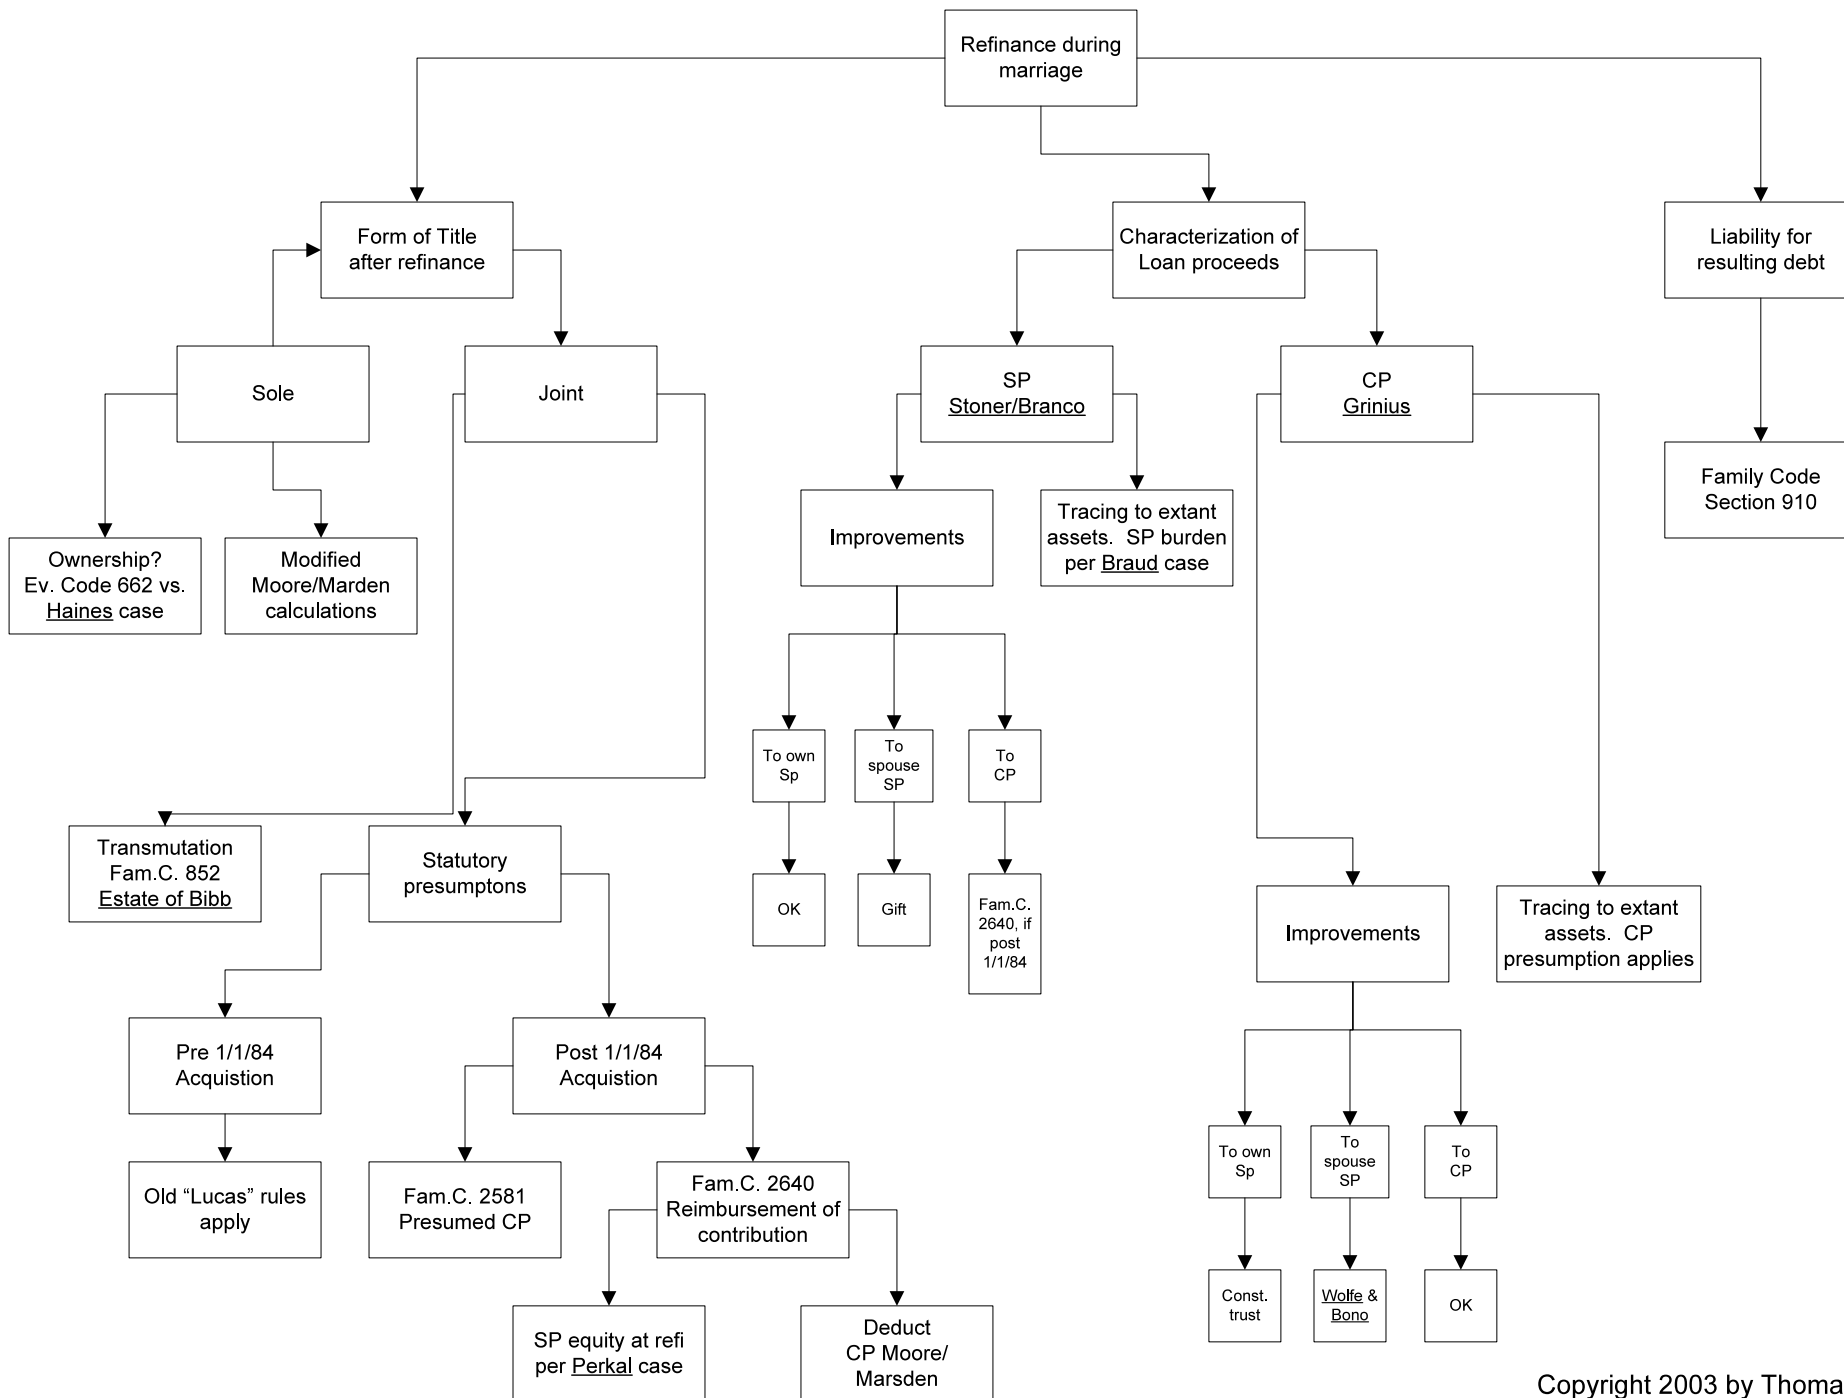 Refinance during
marriage
Form of Title
after refinance
Characterization of
Loan proceeds
Liability for
resulting debt
Sole
Joint
SP
Stoner/Branco
CP
Grinius
Family Code
Section 910
Ownership?
Ev. Code 662 vs.
Haines case
Modified
Moore/Marden
calculations
Improvements
Tracing to extant
assets. SP burden
per Braud case
To own
Sp
To
spouse
SP
To
CP
Transmutation
Fam.C. 852
Estate of Bibb
Statutory
presumptons
OK
Gift
Fam.C.
2640, if
post
1/1/84
Improvements
Tracing to extant
assets. CP
presumption applies
Pre 1/1/84
Acquistion
Post 1/1/84
Acquistion
To own
Sp
To
spouse
SP
To
CP
Old “Lucas” rules
apply
Fam.C. 2581
Presumed CP
Fam.C. 2640
Reimbursement of
contribution
Const.
trust
Wolfe &
Bono
OK
SP equity at refi
per Perkal case
Deduct
CP Moore/
Marsden
Copyright 2003 by Thoma